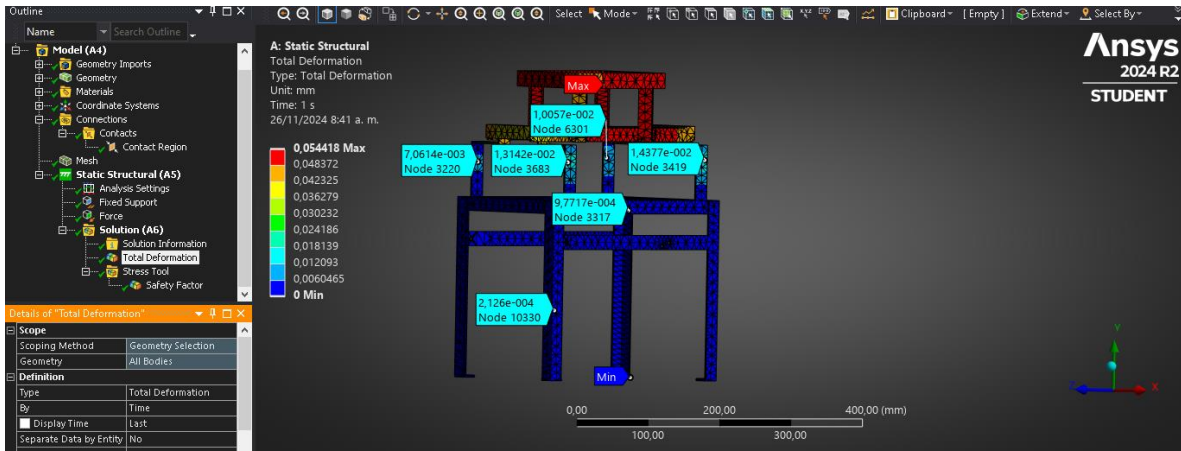 Outline
Name
Search Outline
Model (A4)
Geometry Imports
Geometry
Materials
Coordinate Systems
Connections
Contacts
Contact Region
Mesh
Static Structural (A5)
Analysis Settings
Fixed Support
Force
Solution (A6)
Solution Information
Total Deformation
Stress Tool
Safety Factor
Details of "Total Deformation"
Scope
Scoping Method Geometry Selection
Geometry All Bodies
Definition
Type Total Deformation
By Time
Display Time Last
Separate Data by Entity No
Select Mode Clipboard [Empty] Extend Select By
A: Static Structural
Total Deformation
Type: Total Deformation
Unit: mm
Time: 1 s
26/11/2024 8:41 a. m.
0,054418 Max
0,048372
0,042325
0,036279
0,030232
0,024186
0,018139
0,012093
0,0060465
0 Min
Max
1,0057e-002
Node 6301
7,0614e-003
Node 3220
1,3142e-002
Node 3683
1,4377e-002
Node 3419
9,7717e-004
Node 3317
2,126e-004
Node 10330
Min
0,00 200,00 400,00 (mm)
100,00 300,00
Ansys
2024 R2
STUDENT
Y
Z
X